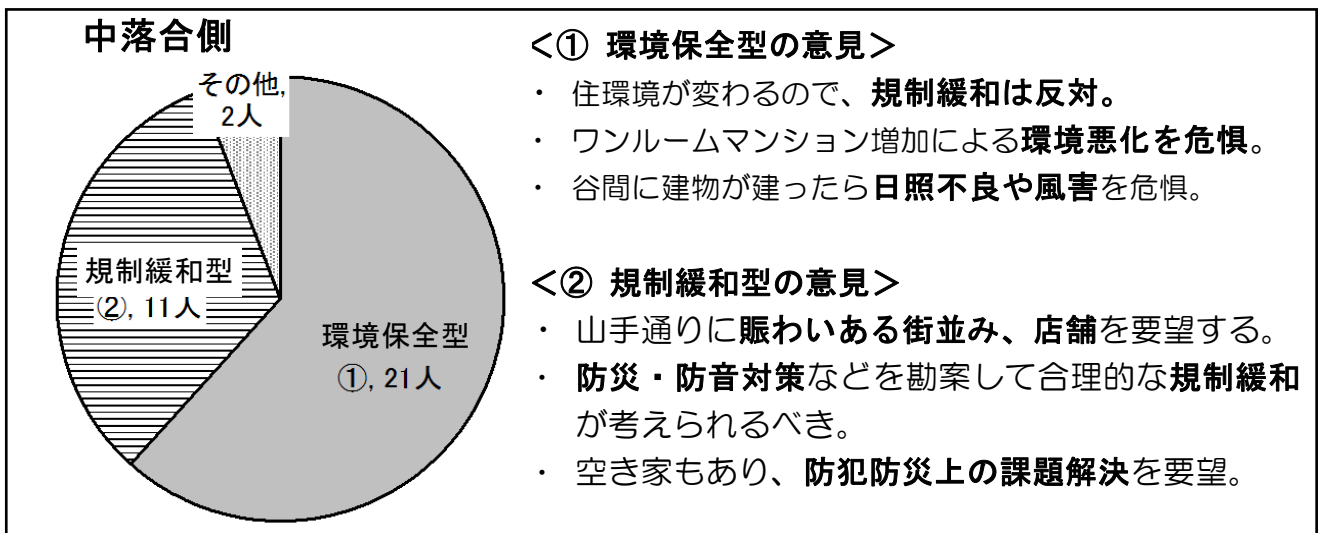 中落合側
その他,
2人
規制緩和型
(②), 11人
環境保全型
①, 21人
<① 環境保全型の意見>
・ 住環境が変わるので、規制緩和は反対。
・ ワンルームマンション増加による環境悪化を危惧。
・ 谷間に建物が建ったら日照不良や風害を危惧。
<② 規制緩和型の意見>
・ 山手通りに賑わいある街並み、店舗を要望する。
・ 防災・防音対策などを勘案して合理的な規制緩和
が考えられるべき。
・ 空き家もあり、防犯防災上の課題解決を要望。